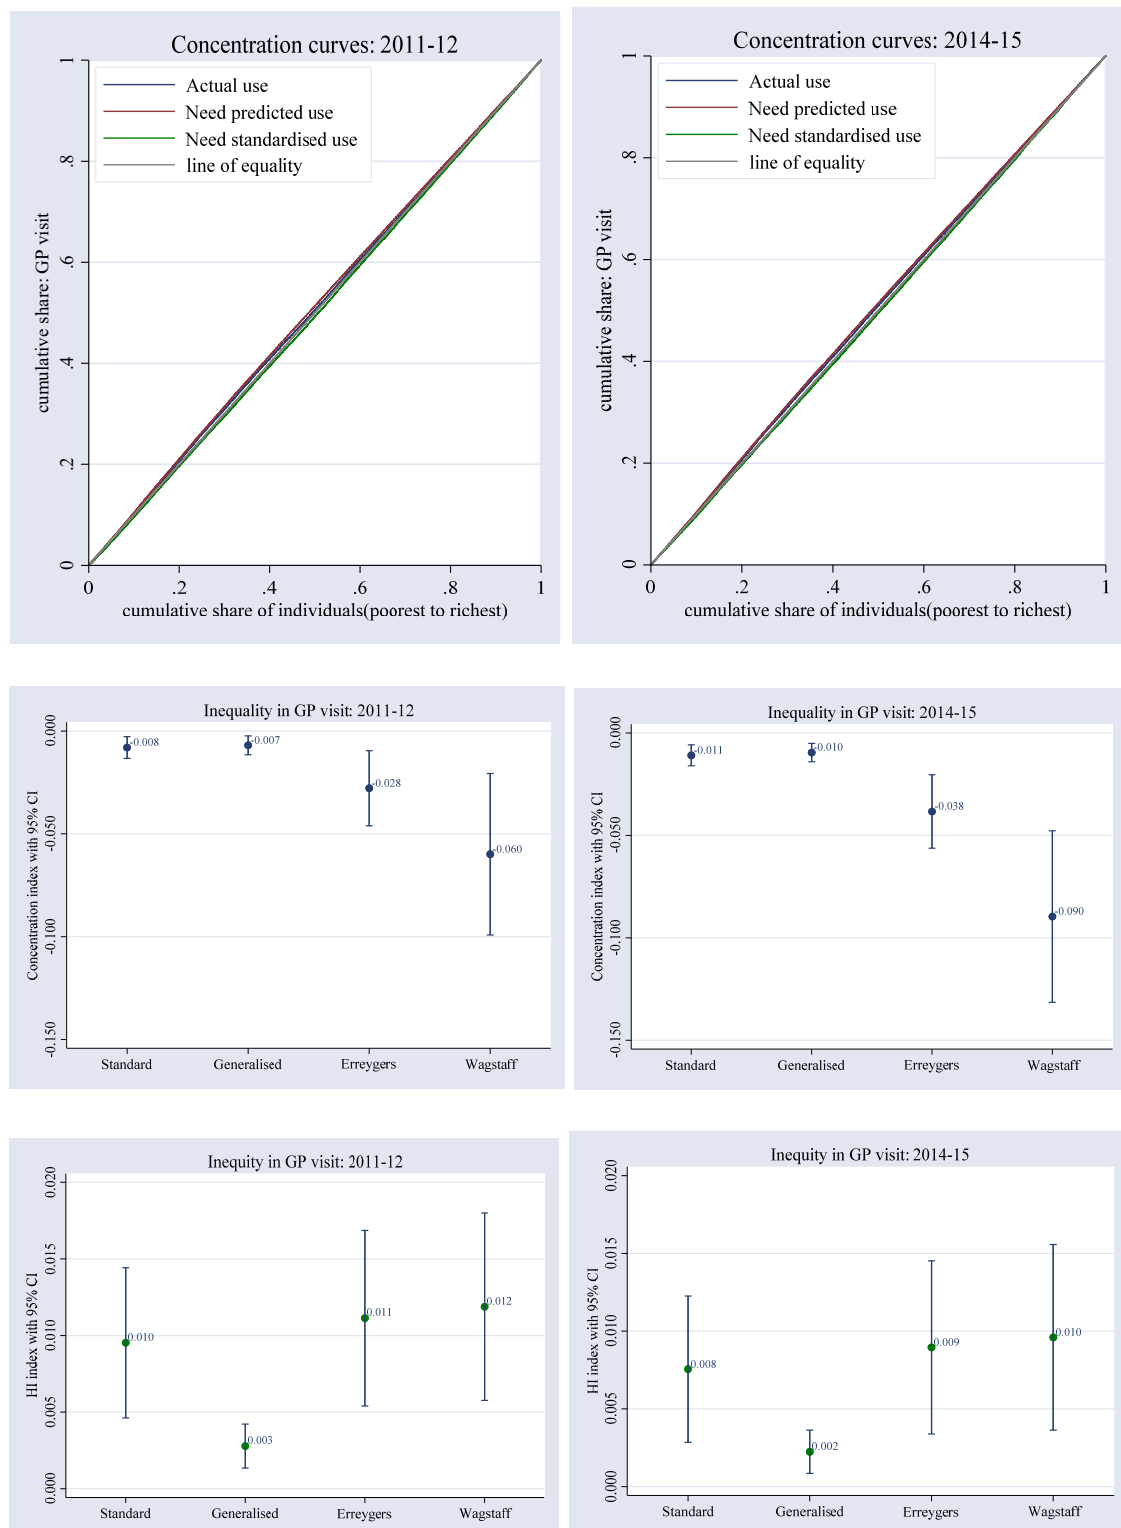 Concentration curves: 2011-12
Actual use
Need predicted use
Need standardised use
line of equality
cumulative share: GP visit
1
.8
.6
.4
.2
0
0 .2 .4 .6 .8 1
cumulative share of individuals(poorest to richest)
Concentration curves: 2014-15
Actual use
Need predicted use
Need standardised use
line of equality
cumulative share: GP visit
1
.8
.6
.4
.2
0
0 .2 .4 .6 .8 1
cumulative share of individuals(poorest to richest)
Inequality in GP visit: 2011-12
Concentration index with 95% CI
0.000
-0.050
-0.100
-0.150
-0.008
-0.007
-0.028
-0.060
Standard Generalised Erreygers Wagstaff
Inequality in GP visit: 2014-15
Concentration index with 95% CI
0.000
-0.050
-0.100
-0.150
-0.011
-0.010
-0.038
-0.090
Standard Generalised Erreygers Wagstaff
Inequity in GP visit: 2011-12
HI index with 95% CI
0.020
0.015
0.010
0.005
0.000
0.010
0.003
0.011
0.012
Standard Generalised Erreygers Wagstaff
Inequity in GP visit: 2014-15
HI index with 95% CI
0.020
0.015
0.010
0.005
0.000
0.008
0.002
0.009
0.010
Standard Generalised Erreygers Wagstaff